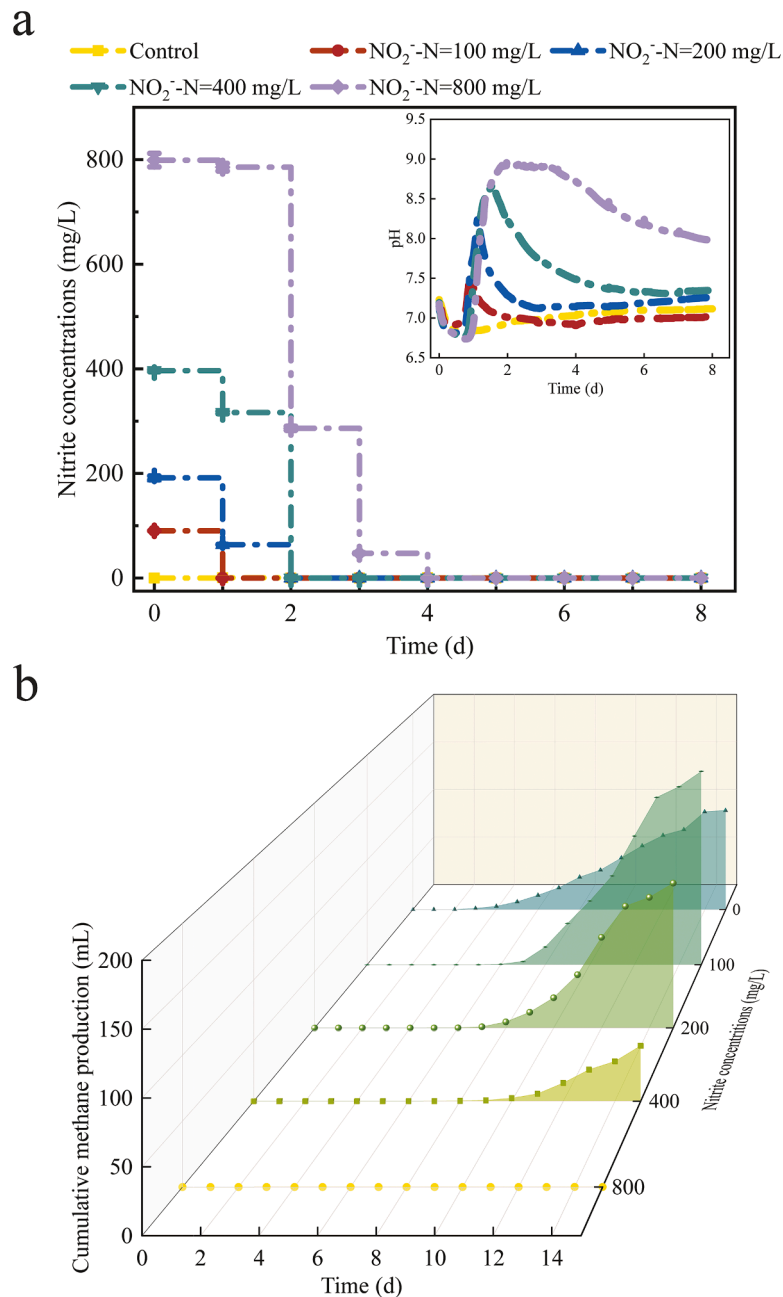 a
Control
NO₂⁻-N=100 mg/L
NO₂⁻-N=200 mg/L
NO₂⁻-N=400 mg/L
NO₂⁻-N=800 mg/L
Nitrite concentrations (mg/L)
800
600
400
200
0
0
2
4
6
8
Time (d)
pH
9.5
9.0
8.5
8.0
7.5
7.0
6.5
0
2
4
6
8
Time (d)
b
Cumulative methane production (mL)
200
150
100
50
0
0
2
4
6
8
10
12
14
Time (d)
0
100
200
400
800
Nitrite concentritions (mg/L)